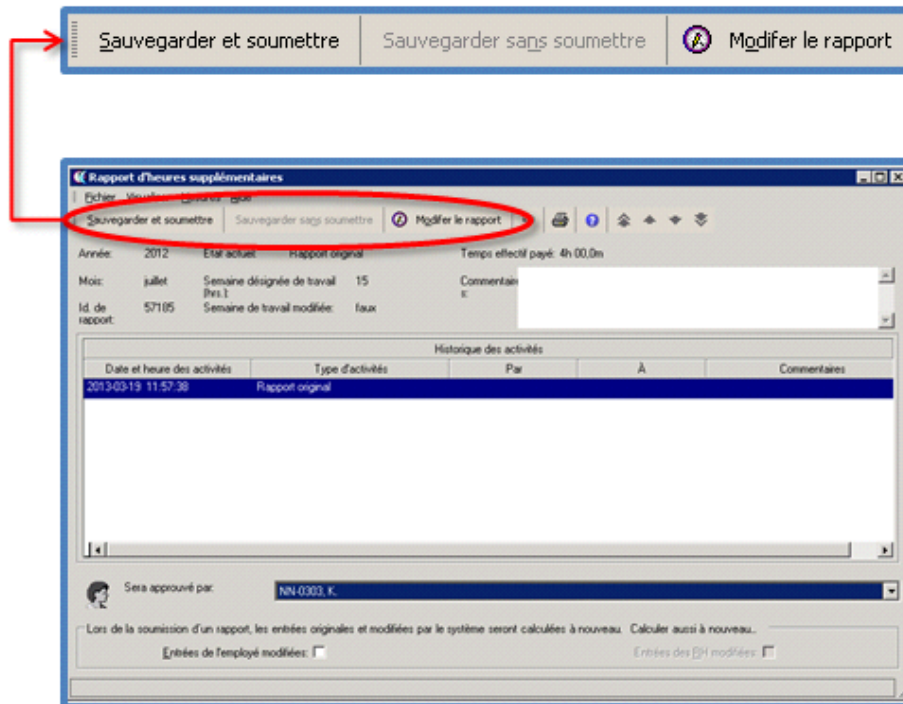 Sauvegarder et soumettre Sauvegarder sans soumettre Modifer le rapport
Rapport d'heures supplémentaires
Fichier Aide
Sauvegarder et soumettre Sauvegarder sans soumettre Modifer le rapport
Année: 2012 État actuel: Rapport original Temps effectif payé: 4h 00,0m
Mois: juillet Semaine désignée de travail 15 Commentaire
(hrs.): s:
Id. de 57185 Semaine de travail modifiée: faux
rapport:
Historique des activités
Date et heure des activités Type d'activités Par À Commentaires
2013-03-19 11:57:38 Rapport original
Sera approuvé par: NN-0303, K.
Lors de la soumission d'un rapport, les entrées originales et modifiées par le système seront calculées à nouveau. Calculer aussi à nouveau...
Entrées de l'employé modifiées: Entrées des RH modifiées: